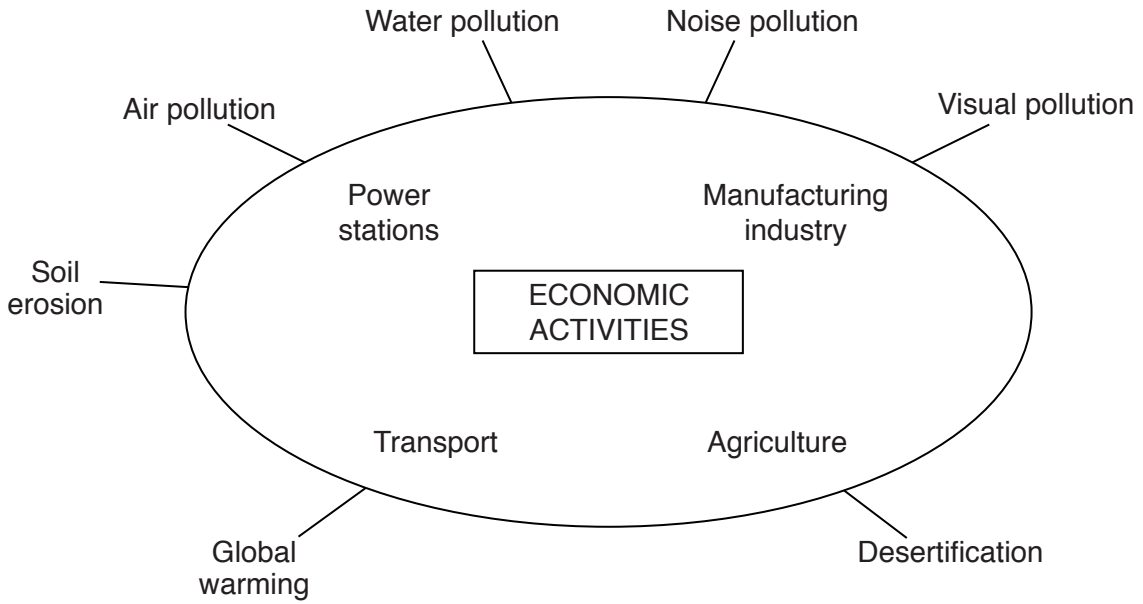 Water pollution
Noise pollution
Air pollution
Visual pollution
Power
stations
Manufacturing
industry
Soil
erosion
ECONOMIC
ACTIVITIES
Transport
Agriculture
Global
warming
Desertification